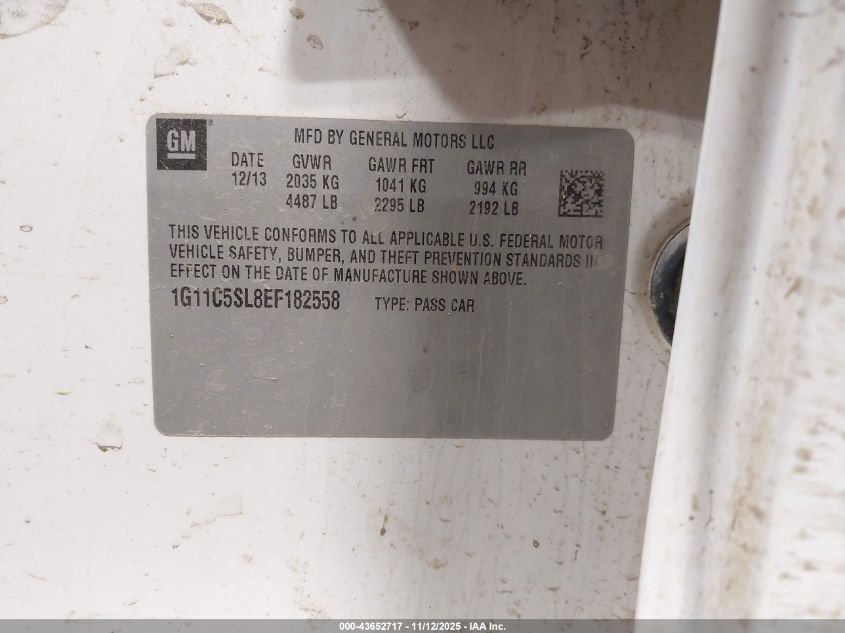 GM ®
MFD BY GENERAL MOTORS LLC
DATE GVWR GAWR FRT GAWR RR
12/13 2035 KG 1041 KG 994 KG
4487 LB 2295 LB 2192 LB
THIS VEHICLE CONFORMS TO ALL APPLICABLE U.S. FEDERAL MOTOR
VEHICLE SAFETY, BUMPER, AND THEFT PREVENTION STANDARDS IN
EFFECT ON THE DATE OF MANUFACTURE SHOWN ABOVE.
1G11C5SL8EF182558 TYPE: PASS CAR
000-43652717 - 11/12/2025 - IAA Inc.